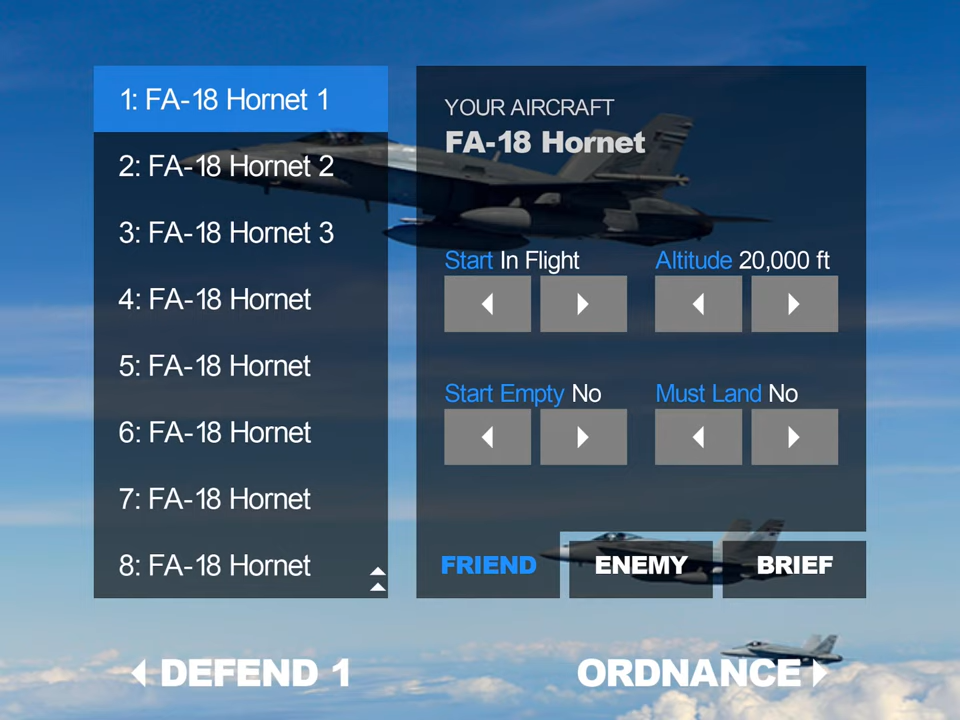 1: FA-18 Hornet 1
2: FA-18 Hornet 2
3: FA-18 Hornet 3
4: FA-18 Hornet
5: FA-18 Hornet
6: FA-18 Hornet
7: FA-18 Hornet
8: FA-18 Hornet
YOUR AIRCRAFT
FA-18 Hornet
Start In Flight
Altitude 20,000 ft
Start Empty No
Must Land No
FRIEND
ENEMY
BRIEF
DEFEND 1
ORDNANCE